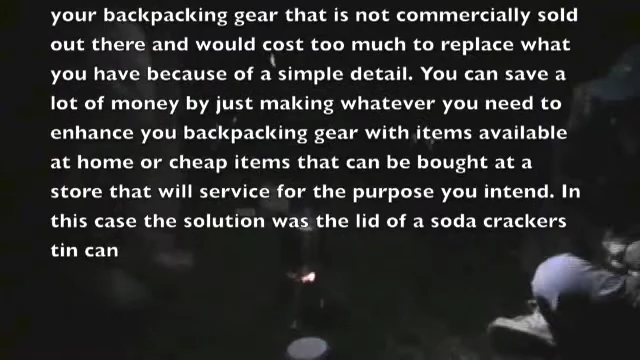 your backpacking gear that is not commercially sold
out there and would cost too much to replace what
you have because of a simple detail. You can save a
lot of money by just making whatever you need to
enhance you backpacking gear with items available
at home or cheap items that can be bought at a
store that will service for the purpose you intend. In
this case the solution was the lid of a soda crackers
tin can